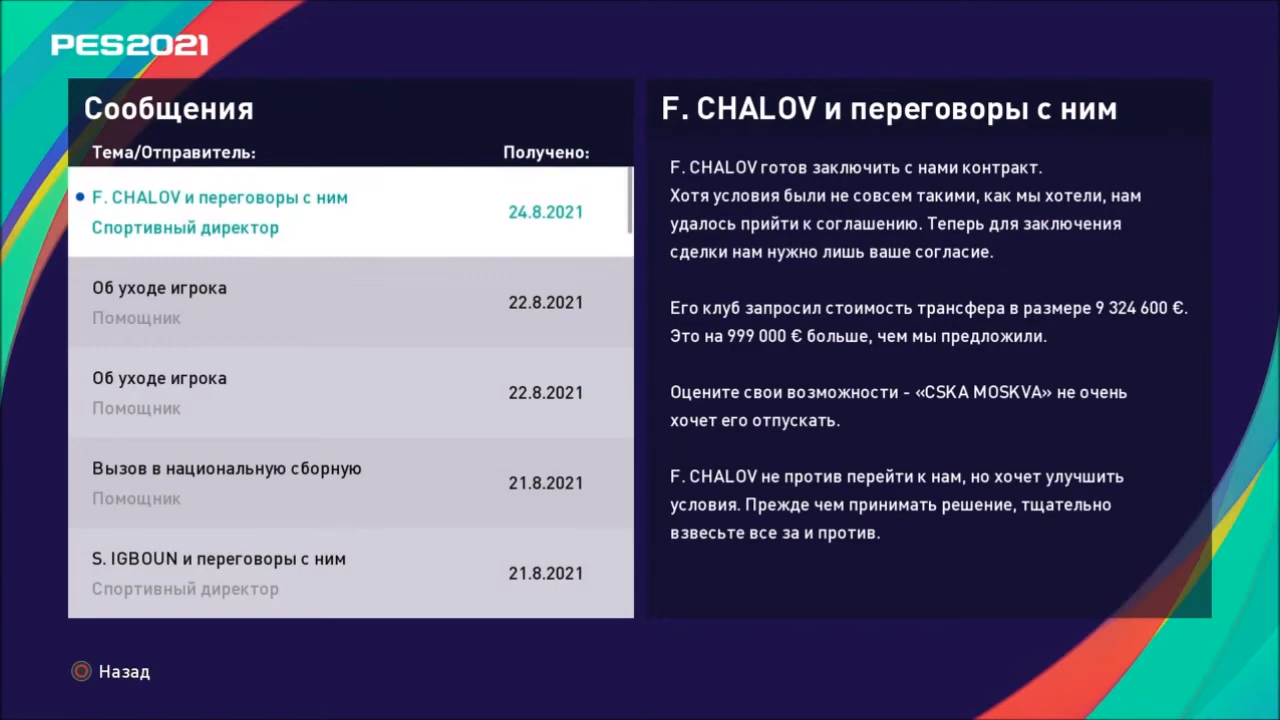 PES2021
Сообщения
Тема/Отправитель:
Получено:
F. CHALOV и переговоры с ним
Спортивный директор
24.8.2021
Об уходе игрока
Помощник
22.8.2021
Об уходе игрока
Помощник
22.8.2021
Вызов в национальную сборную
Помощник
21.8.2021
S. IGBOUN и переговоры с ним
Спортивный директор
21.8.2021
F. CHALOV и переговоры с ним
F. CHALOV готов заключить с нами контракт.
Хотя условия были не совсем такими, как мы хотели, нам
удалось прийти к соглашению. Теперь для заключения
сделки нам нужно лишь ваше согласие.
Его клуб запросил стоимость трансфера в размере 9 324 600 €.
Это на 999 000 € больше, чем мы предложили.
Оцените свои возможности - «CSKA MOSKVA» не очень
хочет его отпускать.
F. CHALOV не против перейти к нам, но хочет улучшить
условия. Прежде чем принимать решение, тщательно
взвесьте все за и против.
Назад